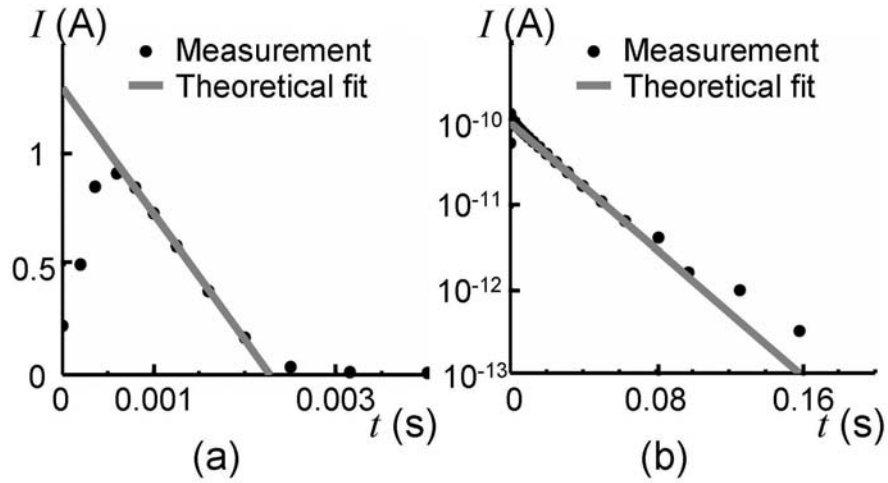 I (A)
Measurement
Theoretical fit
1
0.5
0
0
0.001
0.003
t (s)
(a)
I (A)
Measurement
Theoretical fit
10⁻¹⁰
10⁻¹¹
10⁻¹²
10⁻¹³
0
0.08
0.16
t (s)
(b)